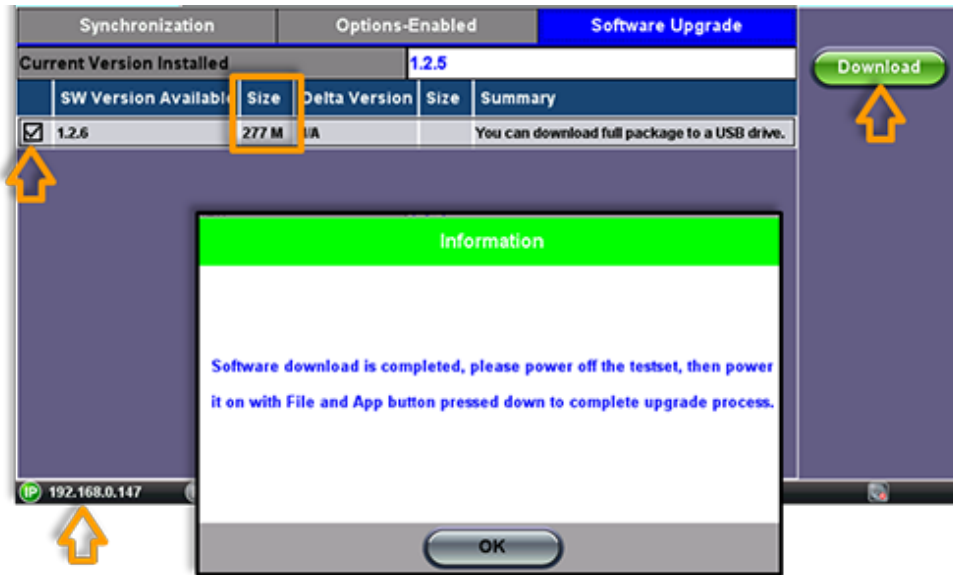 Synchronization Options-Enabled Software Upgrade
Current Version Installed 1.2.5 Download
SW Version Available Size Delta Version Size Summary
1.2.6 277 M You can download full package to a USB drive.
Information
Software download is completed, please power off the testset, then power
it on with File and App button pressed down to complete upgrade process.
IP 192.168.0.147
OK